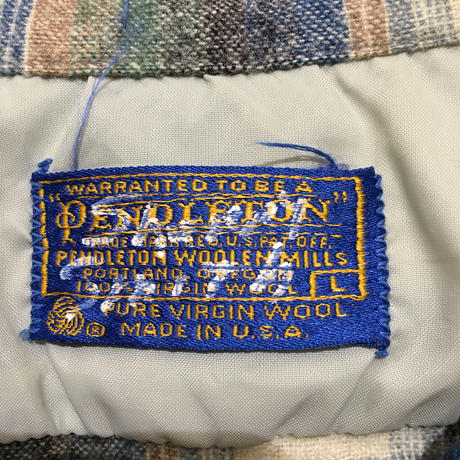 WARRANTED TO BE A
"PENDLETON"
TRADE MARK REG. U.S. PAT. OFF.
PENDLETON WOOLEN MILLS
PORTLAND, OREGON
100% VIRGIN WOOL L
PURE VIRGIN WOOL
® MADE IN U.S.A.